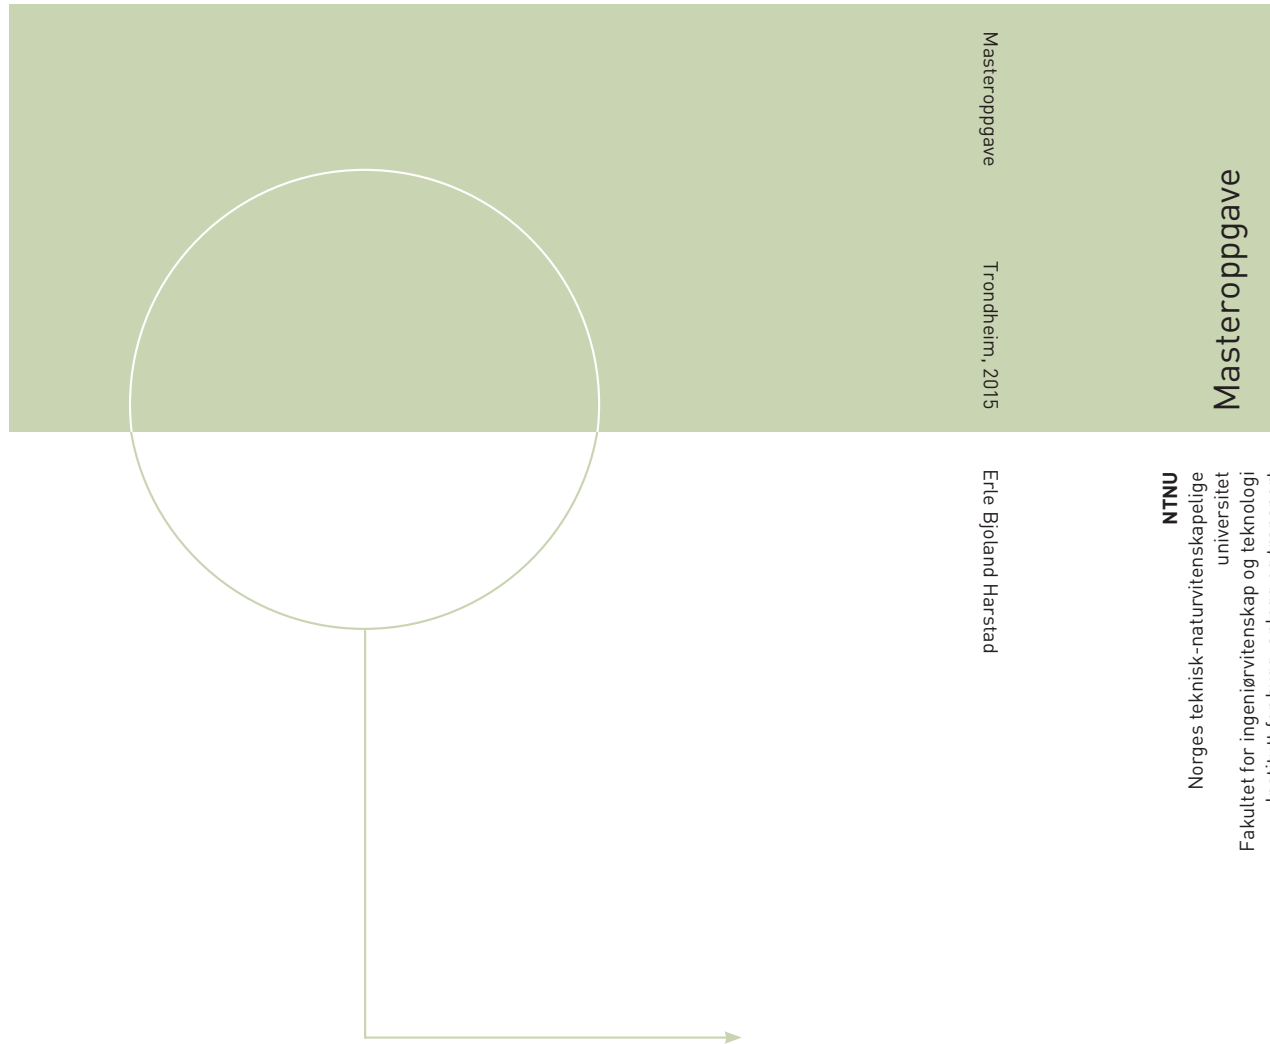 Masteroppgave
Trondheim, 2015
Erle Bjoland Harstad
Masteroppgave
NTNU
Norges teknisk-naturvitenskapelige
universitet
Fakultet for ingeniørvitenskap og teknologi